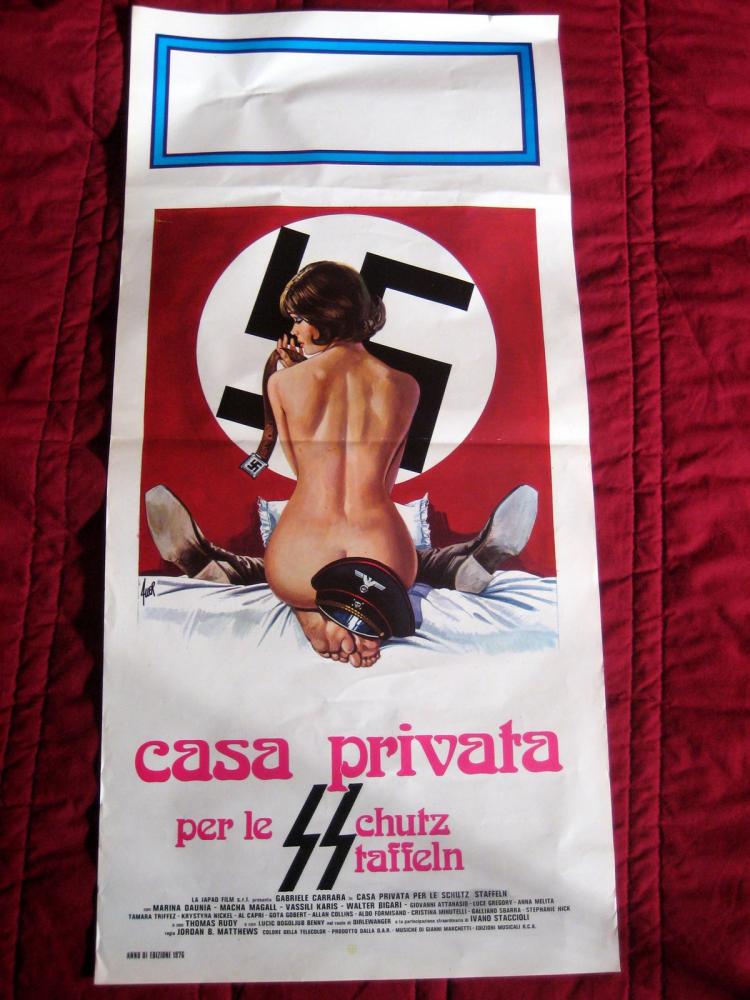 Aller
casa privata
per le SS chutz
taffeln
LA JAPAD FILM s.r.l. presenta GABRIELE CARRARA in CASA PRIVATA PER LE SCHUTZ STAFFELN
con MARINA DAUNIA - MACHA MAGALL - VASSILI KARIS - WALTER BIGARI - GIOVANNI ATTANASIO - LUCE GREGORY - ANNA MELITA
TAMARA TRIFFEZ - KRYSTYNA NICKEL - AL CAPRI - GOTA GOBERT - ALLAN COLLINS - ALDO FORMISANO - CRISTINA MINUTELLI - GALLIANO SBARRA - STEPHANIE HICK
e con THOMAS RUDY e con LUCIC BOGOLJUB BENNY nel ruolo di DIRLEWANGER e la partecipazione straordinaria di IVANO STACCIOLI
regia JORDAN B. MATTHEWS COLORE DELLA TELECOLOR - PRODOTTO DALLA D.A.R. - MUSICHE DI GIANNI MARCHETTI - EDIZIONI MUSICALI R.C.A.
ANNO DI EDIZIONE 1976